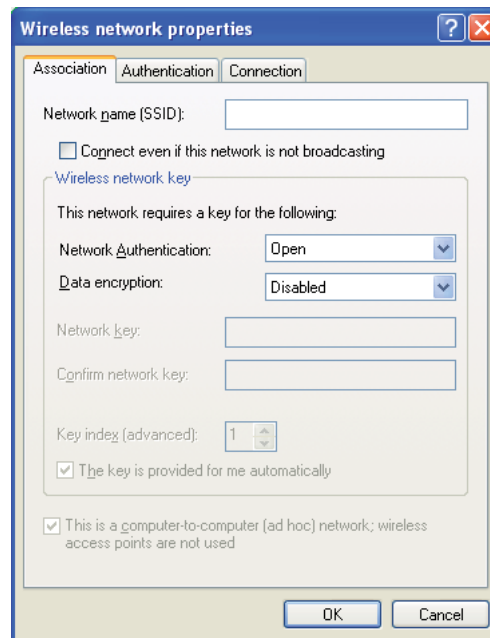 Wireless network properties
Association Authentication Connection
Network name (SSID):
Connect even if this network is not broadcasting
Wireless network key
This network requires a key for the following:
Network Authentication: Open
Data encryption: Disabled
Network key:
Confirm network key:
Key index (advanced): 1
The key is provided for me automatically
This is a computer-to-computer (ad hoc) network; wireless
access points are not used
OK Cancel